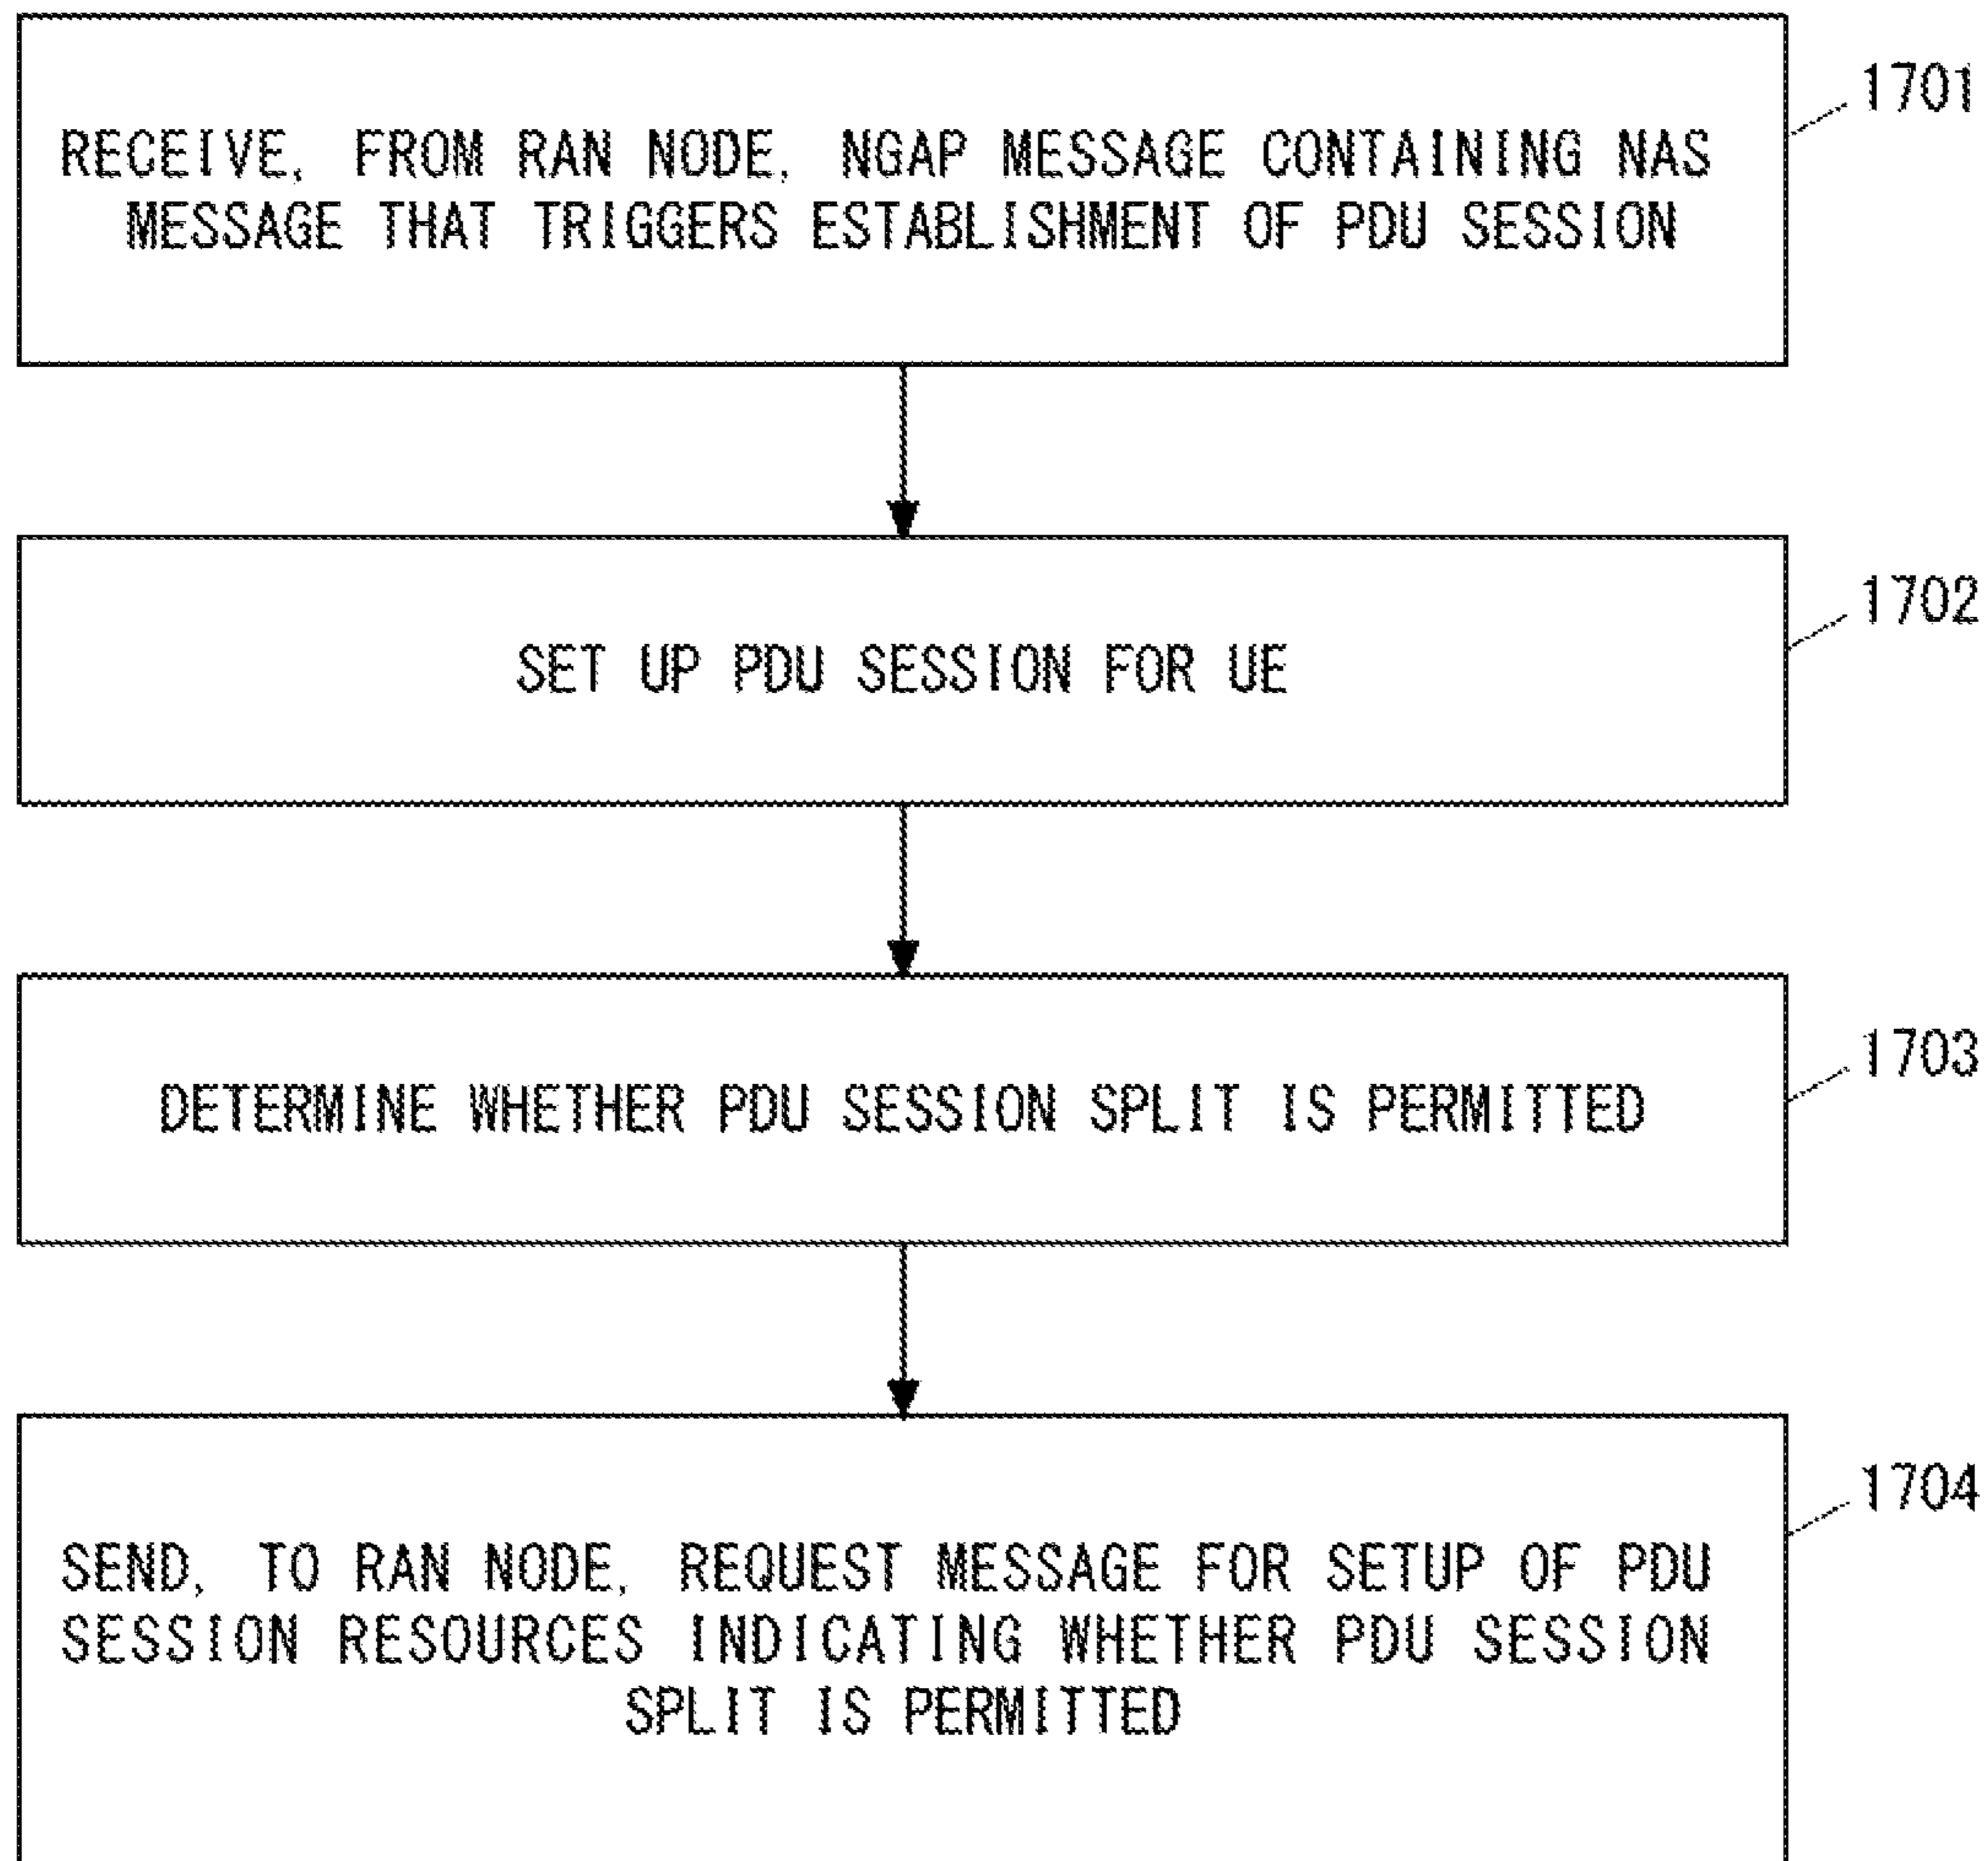 1701
RECEIVE, FROM RAN NODE, NGAP MESSAGE CONTAINING NAS
MESSAGE THAT TRIGGERS ESTABLISHMENT OF PDU SESSION
1702
SET UP PDU SESSION FOR UE
1703
DETERMINE WHETHER PDU SESSION SPLIT IS PERMITTED
1704
SEND, TO RAN NODE, REQUEST MESSAGE FOR SETUP OF PDU
SESSION RESOURCES INDICATING WHETHER PDU SESSION
SPLIT IS PERMITTED